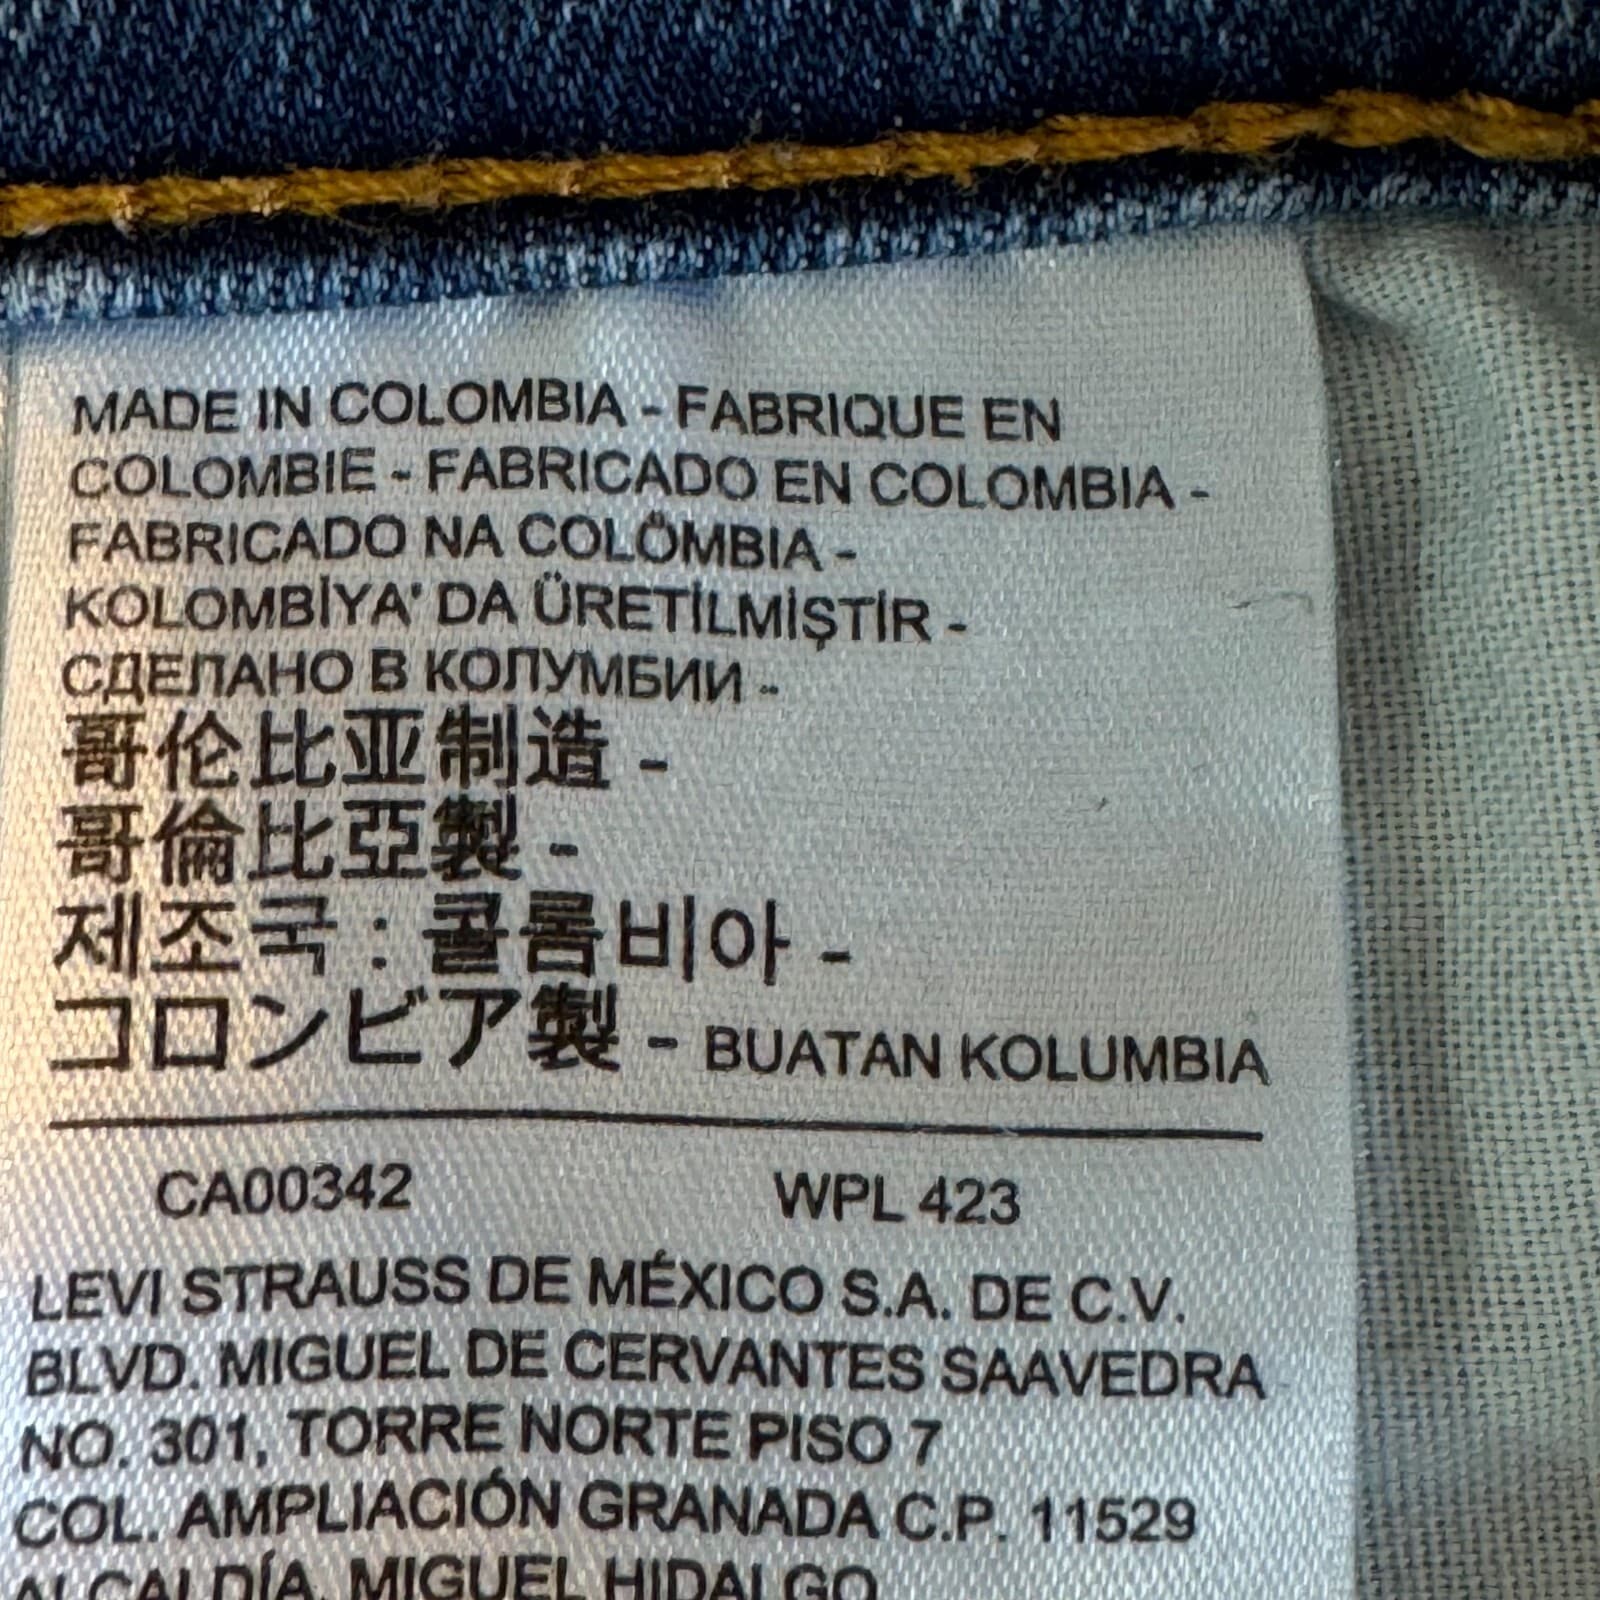 MADE IN COLOMBIA - FABRIQUE EN
COLOMBIE - FABRICADO EN COLOMBIA -
FABRICADO NA COLÔMBIA -
KOLOMBİYA' DA ÜRETİLMİŞTİR -
СДЕЛАНО В КОЛУМБИИ -
哥伦比亚制造 -
哥倫比亞製 -
제조국 : 콜롬비아 -
コロンビア製 - BUATAN KOLUMBIA
CA00342 WPL 423
LEVI STRAUSS DE MÉXICO S.A. DE C.V.
BLVD. MIGUEL DE CERVANTES SAAVEDRA
NO. 301, TORRE NORTE PISO 7
COL. AMPLIACIÓN GRANADA C.P. 11529
ALCALDÍA. MIGUEL HIDALGO